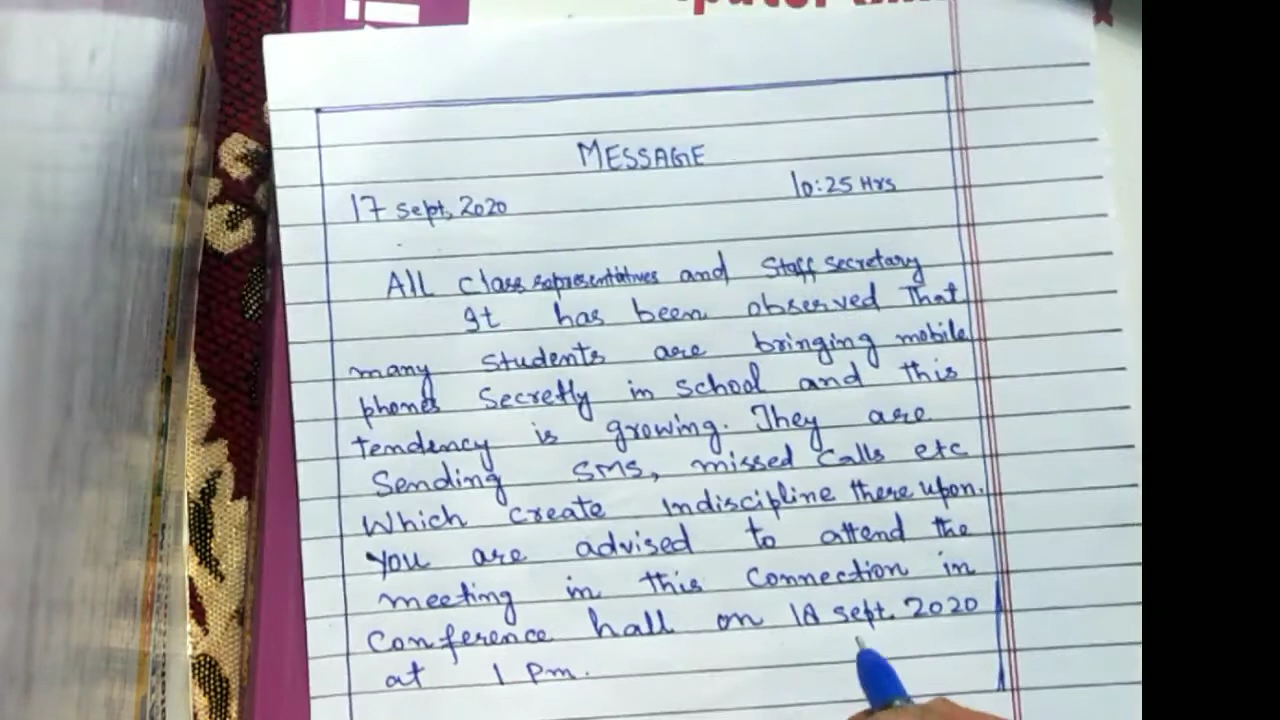 MESSAGE
10:25 Hrs
17 Sept, 2020
All class representatives and Staff secretary
It has been observed That
many students are bringing mobile
phones Secretly in school and this
tendency is growing. They are
Sending SMS, missed Calls etc
Which create indiscipline there upon.
You are advised to attend the
meeting in this Connection in
Conference hall on 18 Sept. 2020
at 1 Pm.